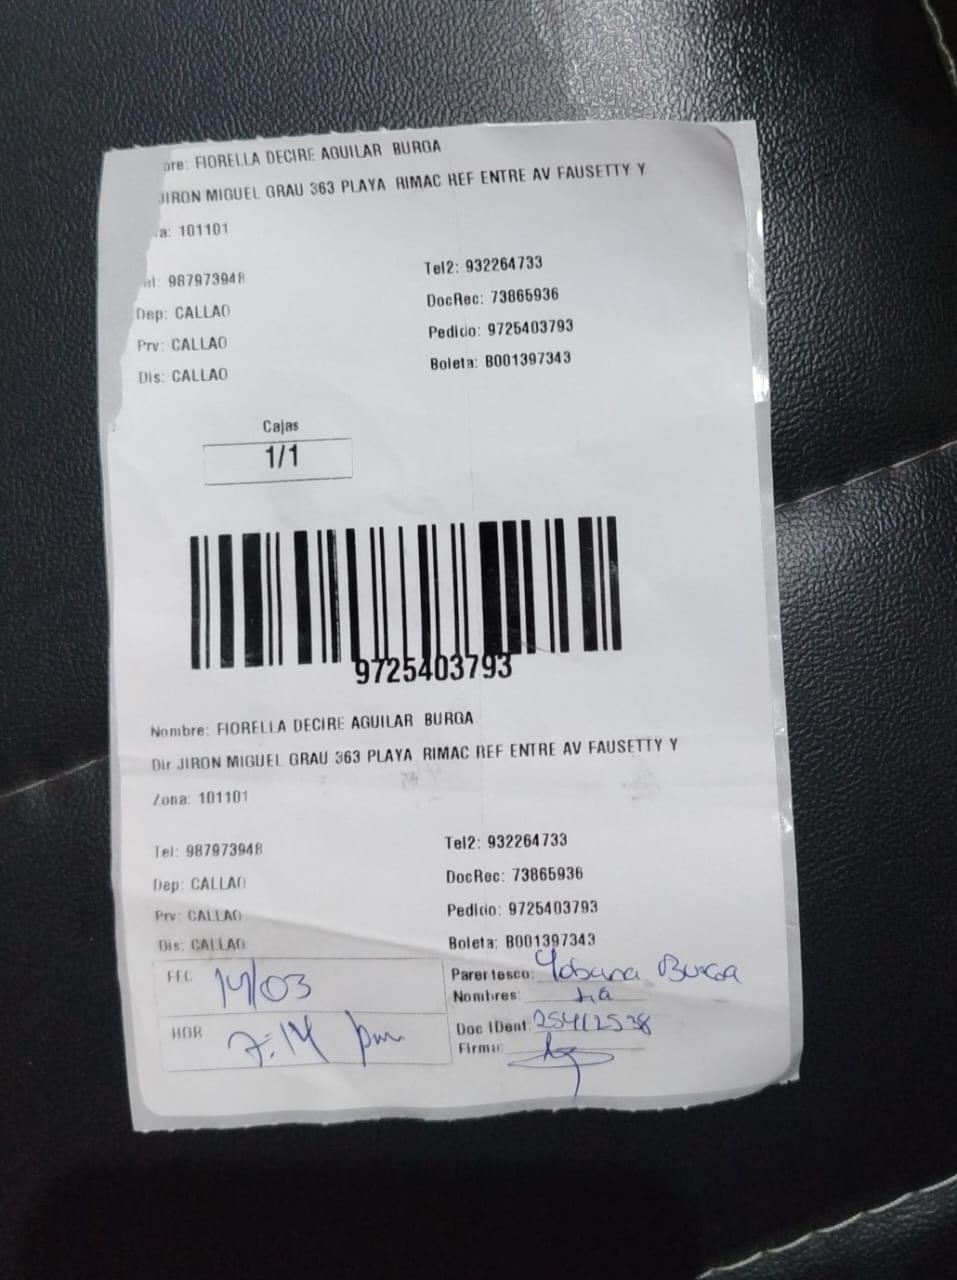 ore: FIORELLA DECIRE AGUILAR BURGA
JIRON MIGUEL GRAU 363 PLAYA RIMAC REF ENTRE AV FAUSETTY Y
a: 101101
el: 987973948 Tel2: 932264733
Dep: CALLAO DocRec: 73865936
Prv: CALLAO Pedido: 9725403793
Dis: CALLAO Boleta: B001397343
Cajas
1/1
9725403793
Nombre: FIORELLA DECIRE AGUILAR BURGA
Dir JIRON MIGUEL GRAU 363 PLAYA RIMAC REF ENTRE AV FAUSETTY Y
Zona: 101101
Tel: 987973948 Tel2: 932264733
Dep: CALLAO DocRec: 73865936
Prv: CALLAO Pedido: 9725403793
Dis: CALLAO Boleta: B001397343
FEC 14/03 Parentesco: Burga
Nombres: tía
HOR 7:14 pm Doc IDent:
Firma: